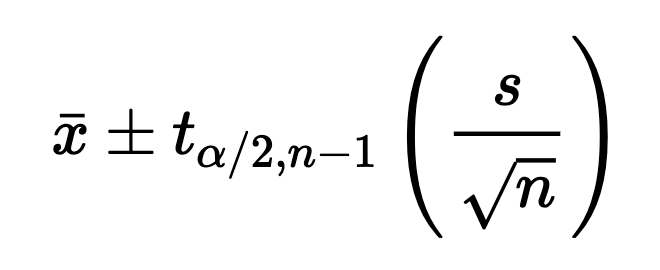 x̄ ± t_{α/2,n−1} (s/√n)